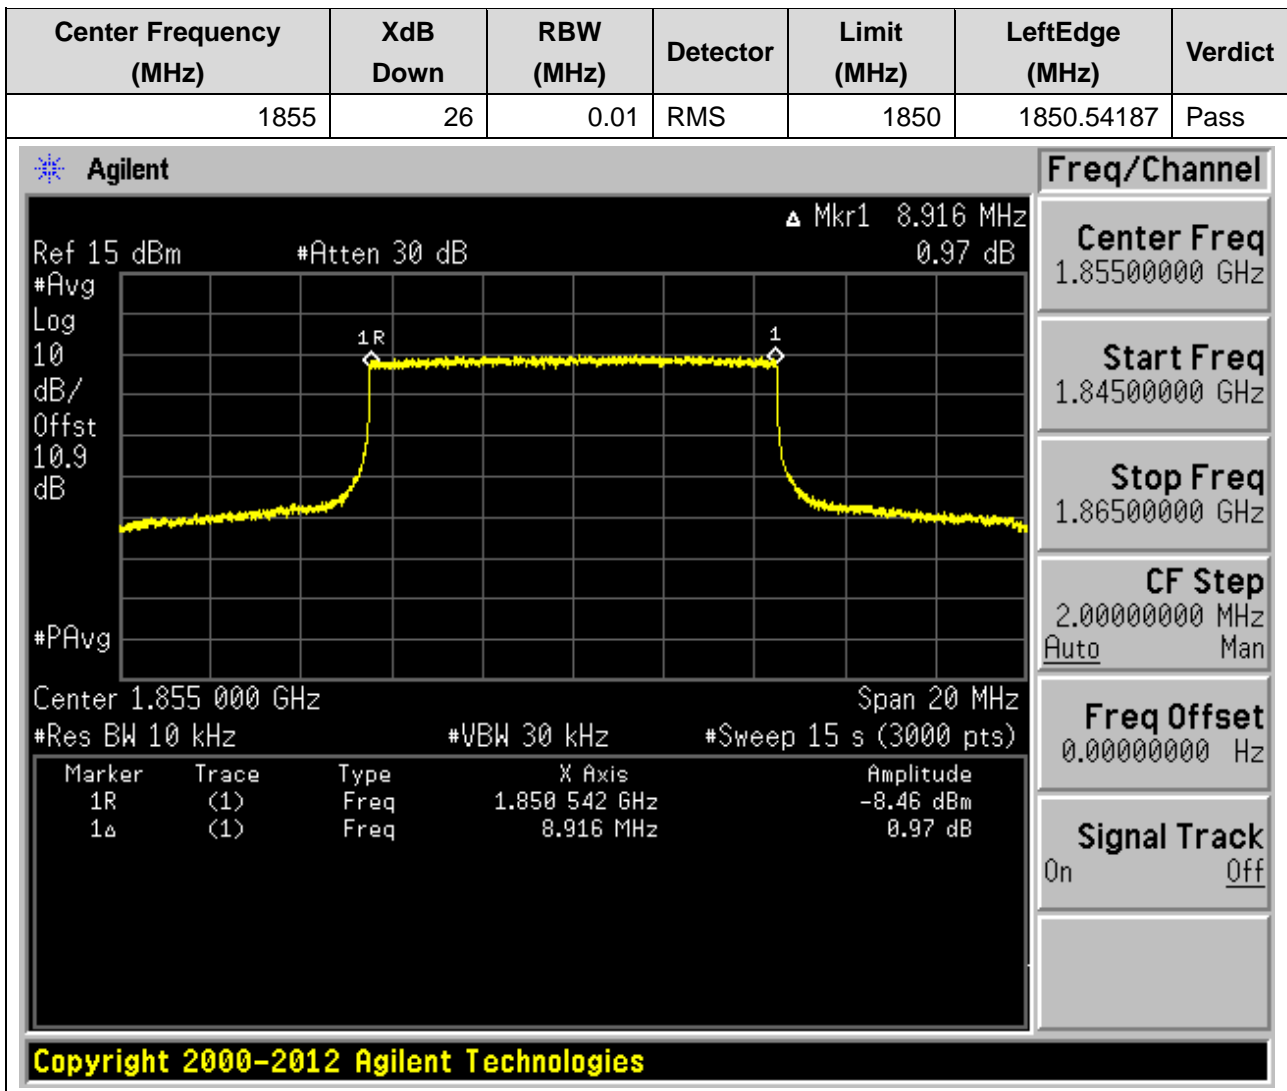 Center Frequency (MHz) XdB Down RBW (MHz) Detector Limit (MHz) LeftEdge (MHz) Verdict
1855 26 0.01 RMS 1850 1850.54187 Pass
Agilent
Freq/Channel
Δ Mkr1 8.916 MHz
Ref 15 dBm #Atten 30 dB 0.97 dB
#Avg
Log
10
dB/
Offst
10.9
dB
#PAvg
1R
1
Center 1.855 000 GHz Span 20 MHz
#Res BW 10 kHz #VBW 30 kHz #Sweep 15 s (3000 pts)
Marker Trace Type X Axis Amplitude
1R (1) Freq 1.850 542 GHz -8.46 dBm
1Δ (1) Freq 8.916 MHz 0.97 dB
Center Freq
1.85500000 GHz
Start Freq
1.84500000 GHz
Stop Freq
1.86500000 GHz
CF Step
2.00000000 MHz
Auto Man
Freq Offset
0.00000000 Hz
Signal Track
On Off
Copyright 2000-2012 Agilent Technologies